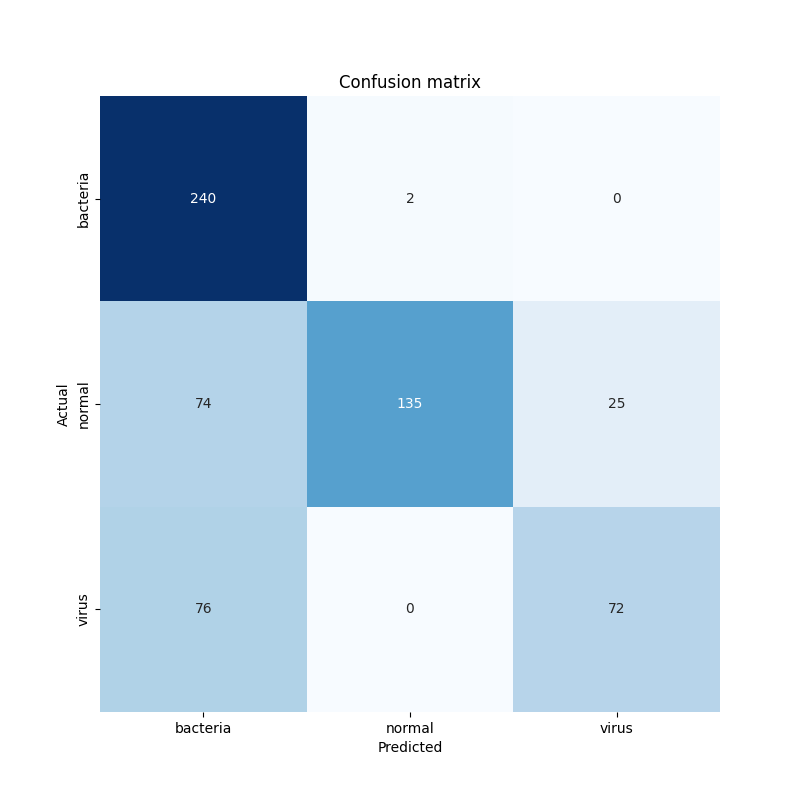 Confusion matrix
Actual
bacteria
240 2 0
normal
74 135 25
virus
76 0 72
bacteria normal virus
Predicted